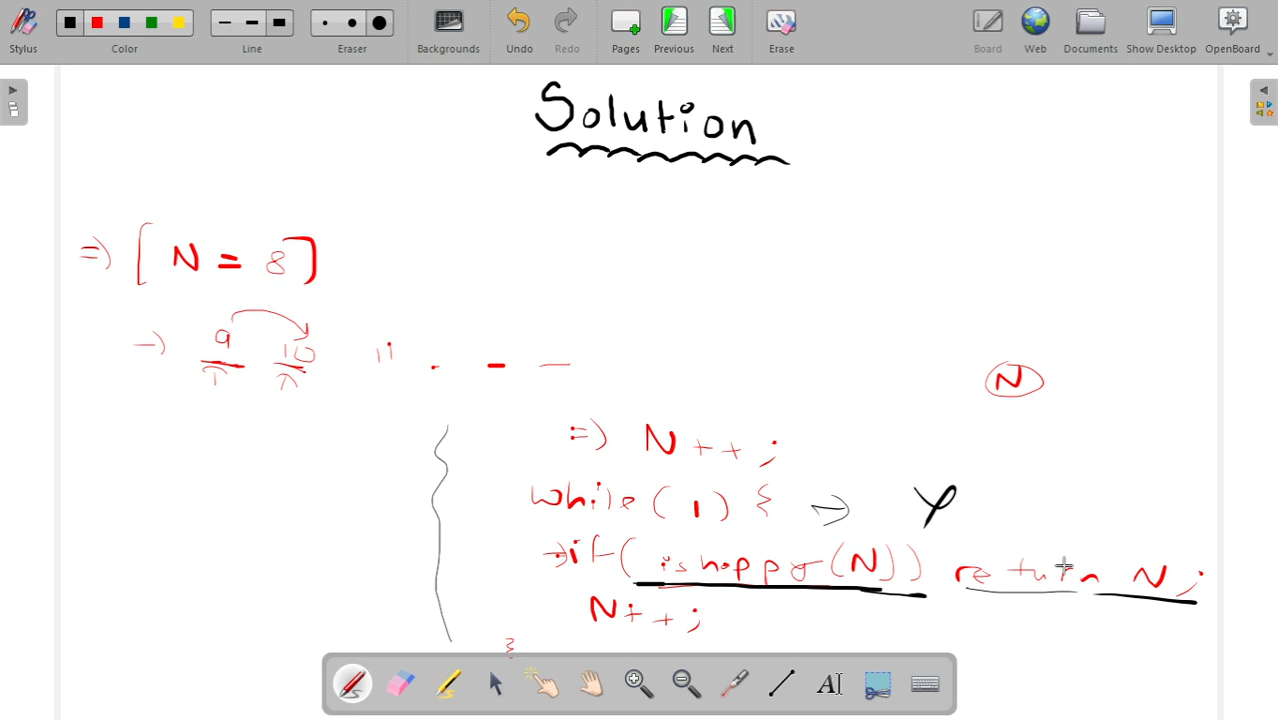 Stylus Color Line Eraser Backgrounds Undo Redo Pages Previous Next Erase Board Web Documents Show Desktop OpenBoard
Solution
=) [ N = 8 ]
→ 9 10 11 . - -
N
=) N++;
while(1) {
→if( ishappy(N)) return N;
N++;
}